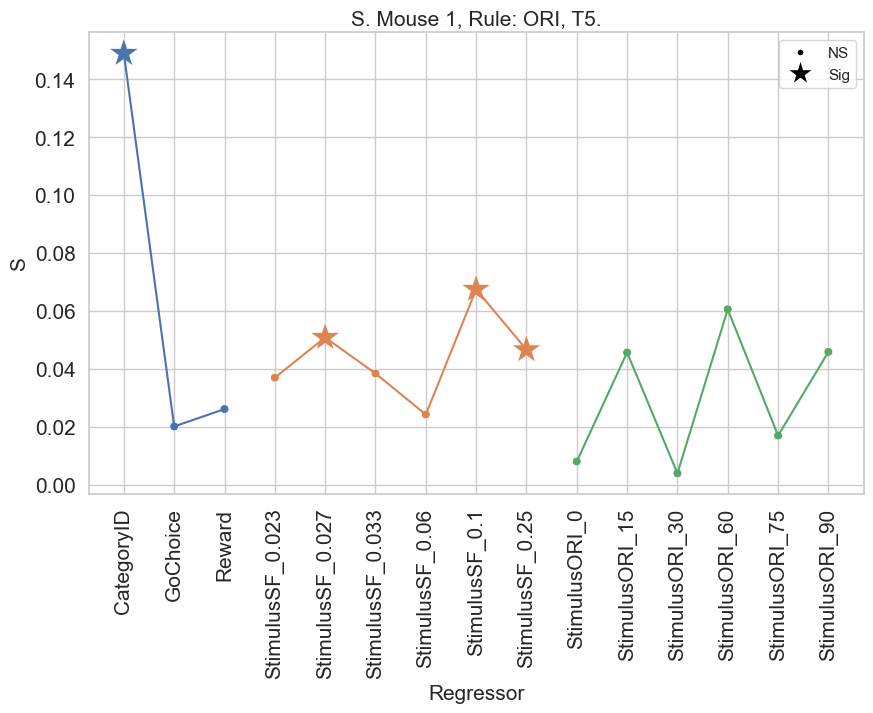 S. Mouse 1, Rule: ORI, T5.
NS
Sig
S
0.14
0.12
0.10
0.08
0.06
0.04
0.02
0.00
CategoryID
GoChoice
Reward
StimulusSF_0.023
StimulusSF_0.027
StimulusSF_0.033
StimulusSF_0.06
StimulusSF_0.1
StimulusSF_0.25
StimulusORI_0
StimulusORI_15
StimulusORI_30
StimulusORI_60
StimulusORI_75
StimulusORI_90
Regressor